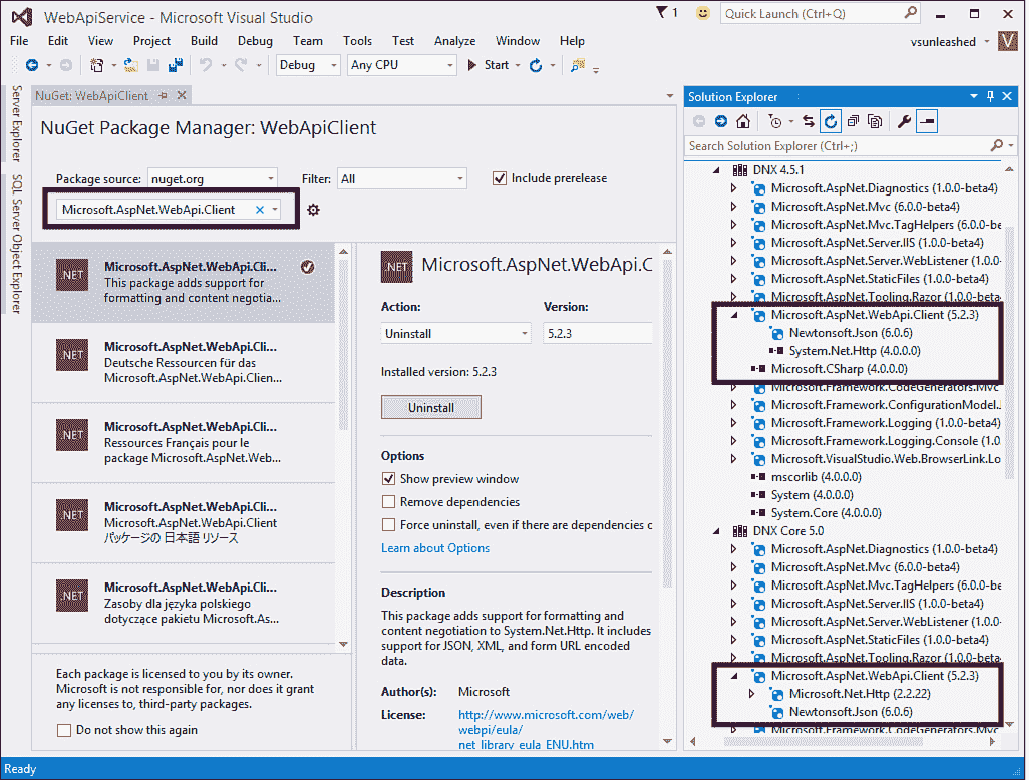 WebApiService - Microsoft Visual Studio
1
Quick Launch (Ctrl+Q)
File Edit View Project Build Debug Team Tools Test Analyze Window Help
vsunleashed V
Debug Any CPU Start
Server Explorer
SQL Server Object Explorer
NuGet: WebApiClient
NuGet Package Manager: WebApiClient
Package source: nuget.org Filter: All Include prerelease
Microsoft.AspNet.WebApi.Client
.NET
Microsoft.AspNet.WebApi.Cli...
This package adds support for
formatting and content negotia...
.NET
Microsoft.AspNet.WebApi.Cli...
Deutsche Ressourcen für das
Microsoft.AspNet.WebApi.Clien...
.NET
Microsoft.AspNet.WebApi.Cli...
Ressources Français pour le
package Microsoft.AspNet.Web...
.NET
Microsoft.AspNet.WebApi.Cli...
Microsoft.AspNet.WebApi.Client
パッケージの 日本語 リソース
.NET
Microsoft.AspNet.WebApi.Cli...
Zasoby dla języka polskiego
dotyczące pakietu Microsoft.As...
Each package is licensed to you by its owner.
Microsoft is not responsible for, nor does it grant
any licenses to, third-party packages.
Do not show this again
.NET
Microsoft.AspNet.WebApi.C
Action: Version:
Uninstall 5.2.3
Installed version: 5.2.3
Uninstall
Options
Show preview window
Remove dependencies
Force uninstall, even if there are dependencies o
Learn about Options
Description
This package adds support for formatting and
content negotiation to System.Net.Http. It includes
support for JSON, XML, and form URL encoded
data.
Author(s): Microsoft
License: http://www.microsoft.com/web/
webpi/eula/
net_library_eula_ENU.htm
Solution Explorer
Search Solution Explorer (Ctrl+;)
DNX 4.5.1
Microsoft.AspNet.Diagnostics (1.0.0-beta4)
Microsoft.AspNet.Mvc (6.0.0-beta4)
Microsoft.AspNet.Mvc.TagHelpers (6.0.0-be
Microsoft.AspNet.Server.IIS (1.0.0-beta4)
Microsoft.AspNet.Server.WebListener (1.0.0-
Microsoft.AspNet.StaticFiles (1.0.0-beta4)
Microsoft.AspNet.Tooling.Razor (1.0.0-beta
Microsoft.AspNet.WebApi.Client (5.2.3)
Newtonsoft.Json (6.0.6)
System.Net.Http (4.0.0.0)
Microsoft.CSharp (4.0.0.0)
Microsoft.Framework.CodeGenerators.Mvc
Microsoft.Framework.ConfigurationModel.J
Microsoft.Framework.Logging (1.0.0-beta4)
Microsoft.Framework.Logging.Console (1.0.
Microsoft.VisualStudio.Web.BrowserLink.Lo
mscorlib (4.0.0.0)
System (4.0.0.0)
System.Core (4.0.0.0)
DNX Core 5.0
Microsoft.AspNet.Diagnostics (1.0.0-beta4)
Microsoft.AspNet.Mvc (6.0.0-beta4)
Microsoft.AspNet.Mvc.TagHelpers (6.0.0-be
Microsoft.AspNet.Server.IIS (1.0.0-beta4)
Microsoft.AspNet.Server.WebListener (1.0.0-
Microsoft.AspNet.StaticFiles (1.0.0-beta4)
Microsoft.AspNet.Tooling.Razor (1.0.0-beta
Microsoft.AspNet.WebApi.Client (5.2.3)
Microsoft.Net.Http (2.2.22)
Newtonsoft.Json (6.0.6)
Microsoft.Framework.CodeGenerators.Mvc
Ready